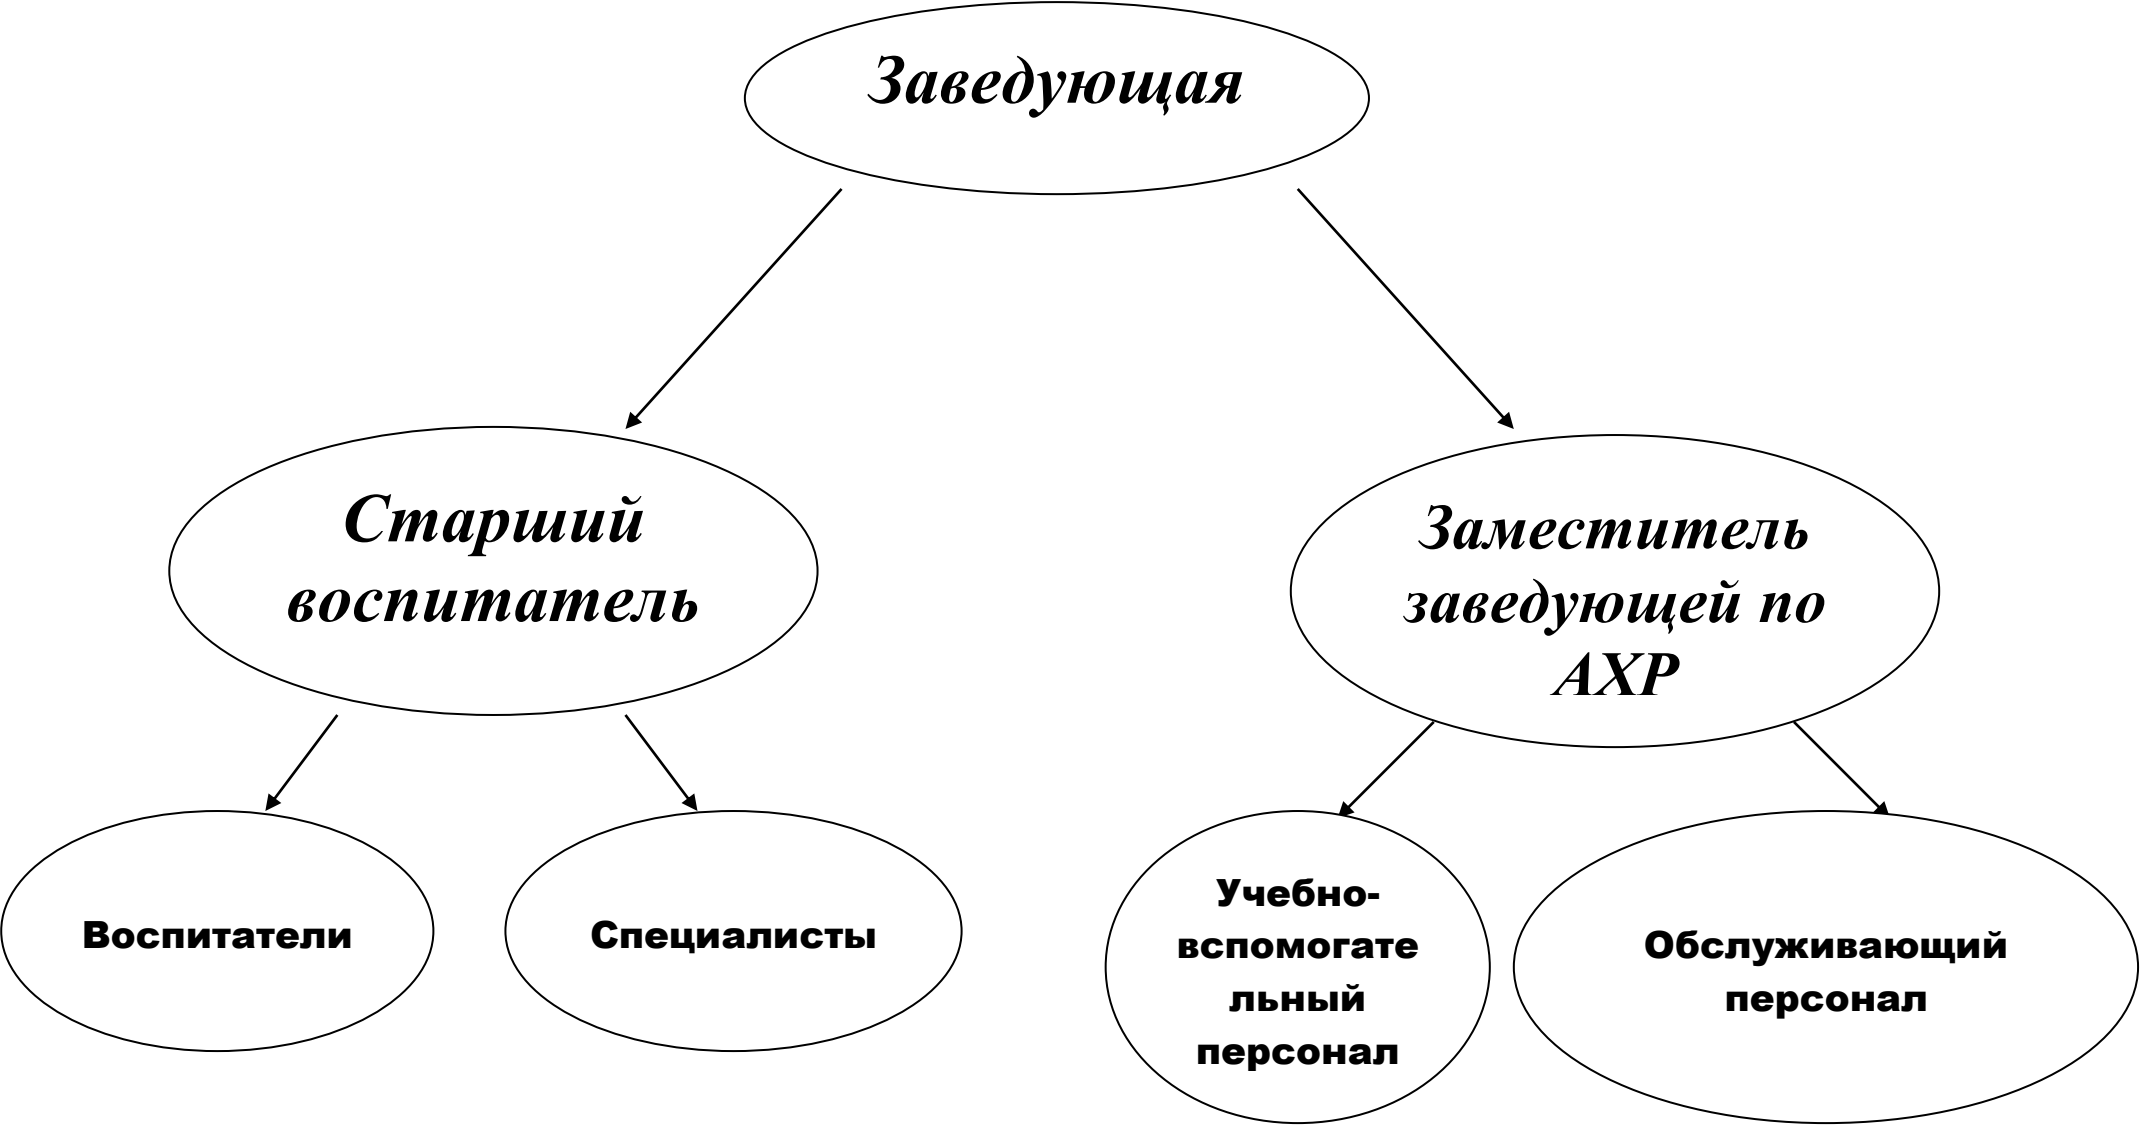 Заведующая
Старший
воспитатель
Заместитель
заведующей по
АХР
Воспитатели
Специалисты
Учебно-
вспомогате
льный
персонал
Обслуживающий
персонал